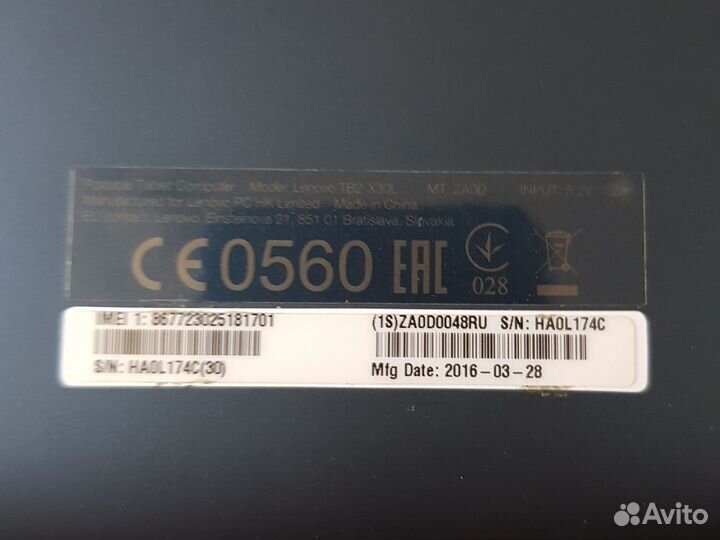 Portable Tablet Computer Model: Lenovo TB2-X30L MT: ZA0D INPUT: 5.2V 2A
Manufactured for Lenovo PC HK Limited Made in China
EU contact: Lenovo, Einsteinova 21, 851 01 Bratislava, Slovakia
CE 0560 EAC 028
IMEI 1: 867723025181701
(1S)ZA0D0048RU S/N: HA0L174C
S/N: HA0L174C(30)
Mfg Date: 2016-03-28
Avito